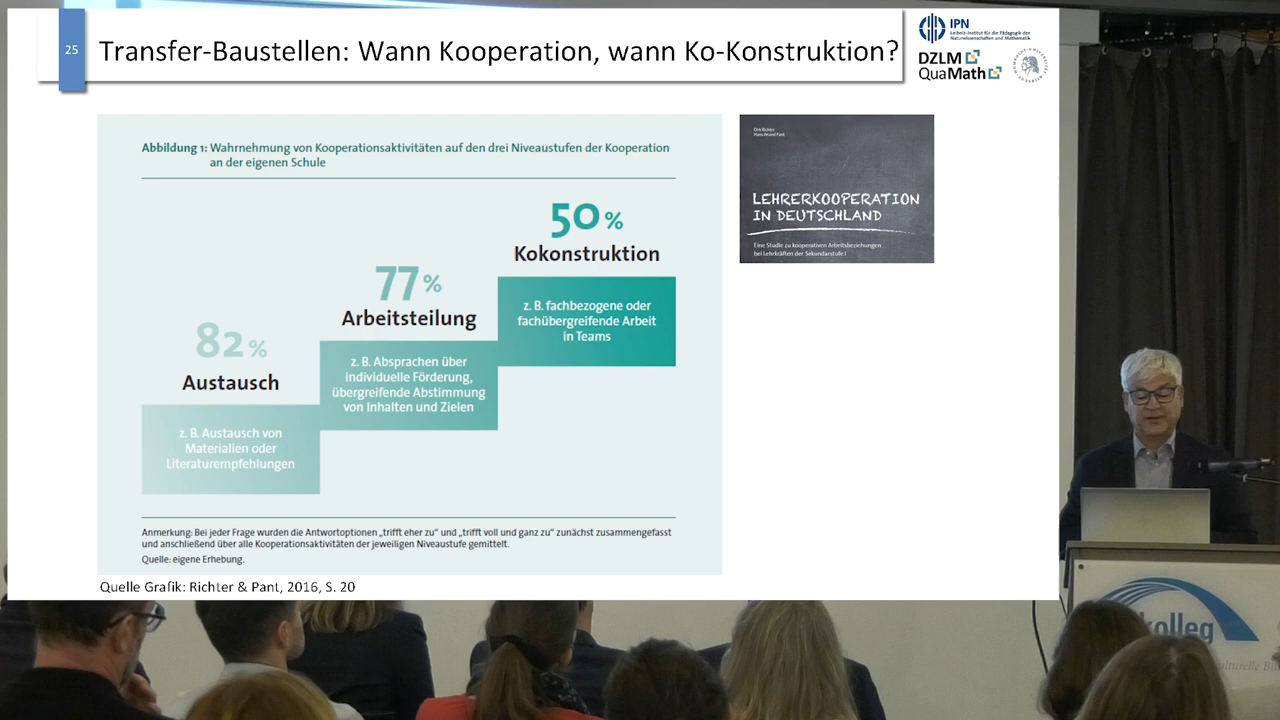 25
Transfer-Baustellen: Wann Kooperation, wann Ko-Konstruktion?
IPN
Leibniz-Institut für die Pädagogik der
Naturwissenschaften und Mathematik
DZLM
QuaMath
Abbildung 1: Wahrnehmung von Kooperationsaktivitäten auf den drei Niveaustufen der Kooperation
an der eigenen Schule
50 %
Kokonstruktion
z. B. fachbezogene oder
fachübergreifende Arbeit
in Teams
77 %
Arbeitsteilung
z. B. Absprachen über
individuelle Förderung,
übergreifende Abstimmung
von Inhalten und Zielen
82 %
Austausch
z. B. Austausch von
Materialien oder
Literaturempfehlungen
Anmerkung: Bei jeder Frage wurden die Antwortoptionen „trifft eher zu“ und „trifft voll und ganz zu“ zunächst zusammengefasst
und anschließend über alle Kooperationsaktivitäten der jeweiligen Niveaustufe gemittelt.
Quelle: eigene Erhebung.
Quelle Grafik: Richter & Pant, 2016, S. 20
Dirk Richter
Hans Anand Pant
LEHRERKOOPERATION
IN DEUTSCHLAND
Eine Studie zu kooperativen Arbeitsbeziehungen
bei Lehrkräften der Sekundarstufe I
kolleg